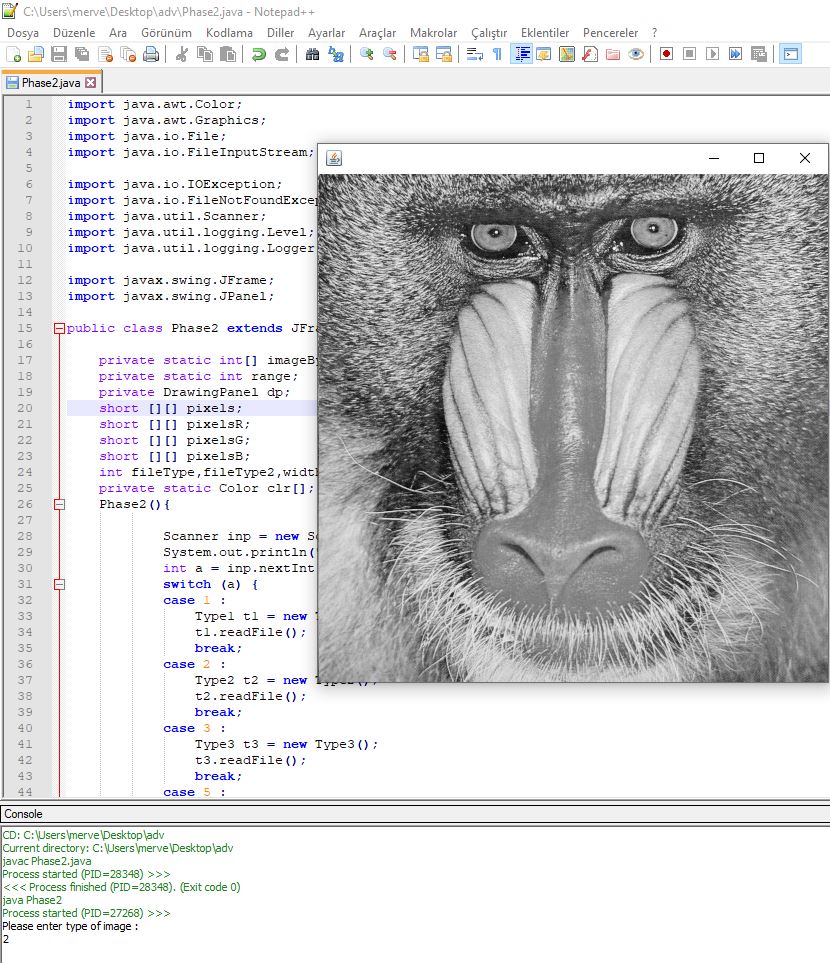 C:\Users\merve\Desktop\adv\Phase2.java - Notepad++
Dosya Düzenle Ara Görünüm Kodlama Diller Ayarlar Araçlar Makrolar Çalıştır Eklentiler Pencereler ?
Phase2.java
1 import java.awt.Color;
2 import java.awt.Graphics;
3 import java.io.File;
4 import java.io.FileInputStream;
5
6 import java.io.IOException;
7 import java.io.FileNotFoundExcep
8 import java.util.Scanner;
9 import java.util.logging.Level;
10 import java.util.logging.Logger
11
12 import javax.swing.JFrame;
13 import javax.swing.JPanel;
14
15 public class Phase2 extends JFra
16
17 private static int[] imageBy
18 private static int range;
19 private DrawingPanel dp;
20 short [][] pixels;
21 short [][] pixelsR;
22 short [][] pixelsG;
23 short [][] pixelsB;
24 int fileType,fileType2,width
25 private static Color clr[];
26 Phase2(){
27
28 Scanner inp = new Sc
29 System.out.println("
30 int a = inp.nextInt
31 switch (a) {
32 case 1 :
33 Type1 t1 = new T
34 t1.readFile();
35 break;
36 case 2 :
37 Type2 t2 = new Type2();
38 t2.readFile();
39 break;
40 case 3 :
41 Type3 t3 = new Type3();
42 t3.readFile();
43 break;
44 case 5 :
Console
CD: C:\Users\merve\Desktop\adv
Current directory: C:\Users\merve\Desktop\adv
javac Phase2.java
Process started (PID=28348) >>>
<<< Process finished (PID=28348). (Exit code 0)
java Phase2
Process started (PID=27268) >>>
Please enter type of image :
2